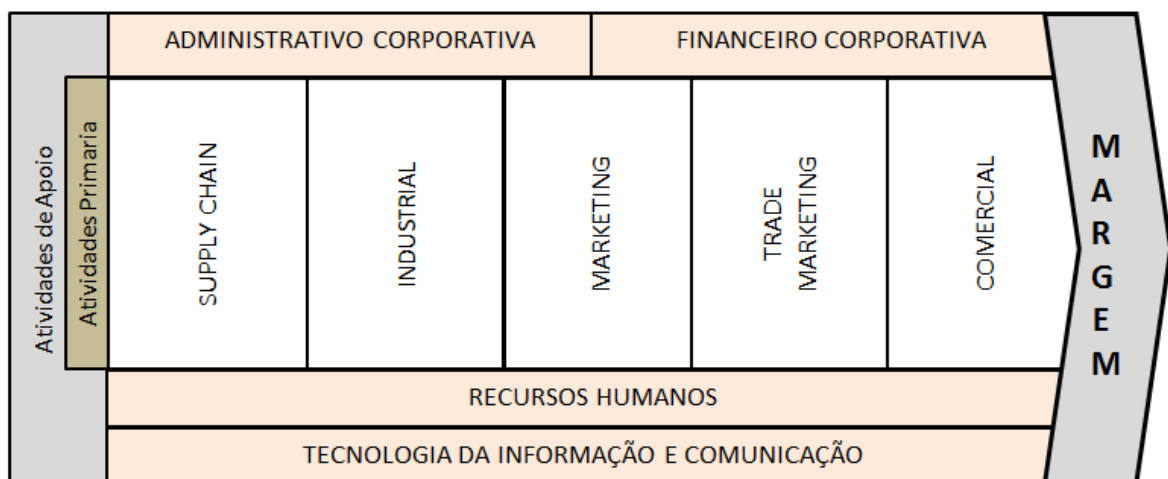 ADMINISTRATIVO CORPORATIVA
FINANCEIRO CORPORATIVA
Atividades de Apoio
Atividades Primaria
SUPPLY CHAIN
INDUSTRIAL
MARKETING
TRADE
MARKETING
COMERCIAL
MARGEM
RECURSOS HUMANOS
TECNOLOGIA DA INFORMAÇÃO E COMUNICAÇÃO